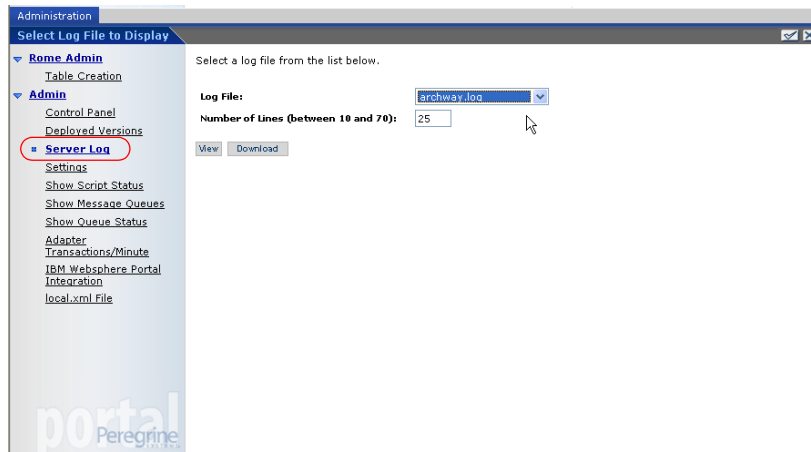 Administration
Select Log File to Display
Rome Admin
Table Creation
Admin
Control Panel
Deployed Versions
Server Log
Settings
Show Script Status
Show Message Queues
Show Queue Status
Adapter
Transactions/Minute
IBM Websphere Portal
Integration
local.xml File
Select a log file from the list below.
Log File: archway.log
Number of Lines (between 10 and 70): 25
View Download
portal
Peregrine